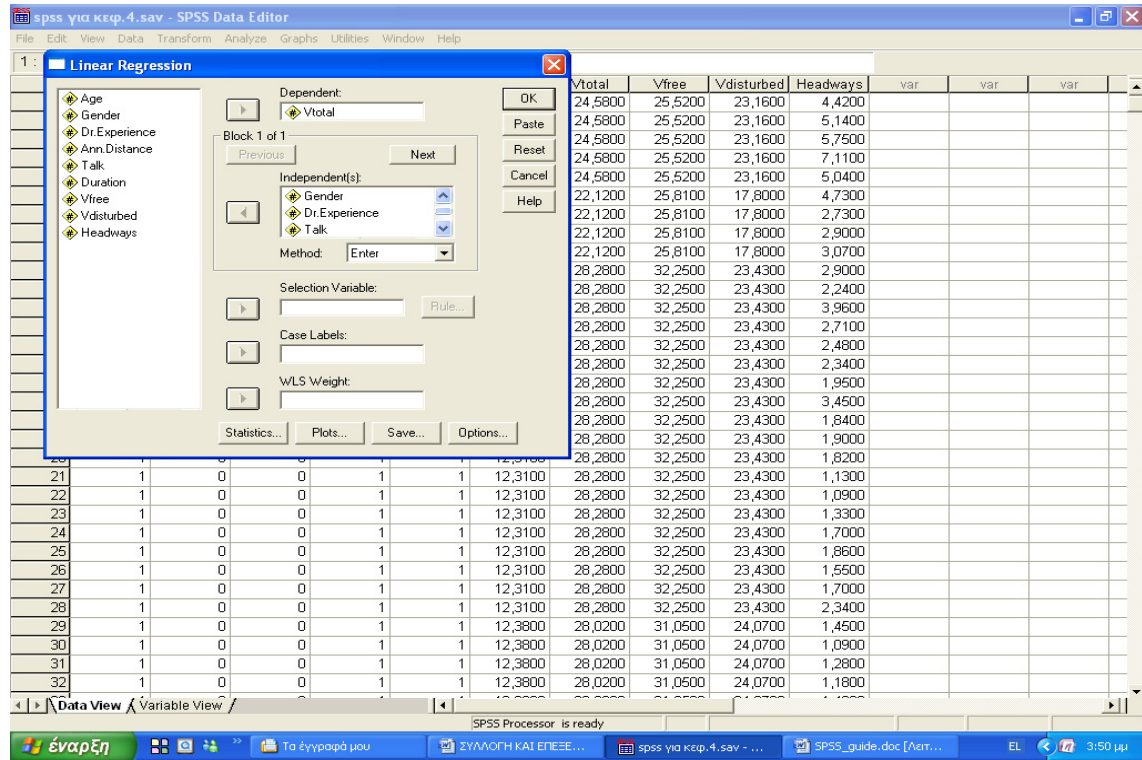 spss για κεφ.4.sav - SPSS Data Editor
File Edit View Data Transform Analyze Graphs Utilities Window Help
1 :
Linear Regression
Age
Gender
Dr.Experience
Ann.Distance
Talk
Duration
Vfree
Vdisturbed
Headways
Dependent:
Vtotal
Block 1 of 1
Previous Next
Independent(s):
Gender
Dr.Experience
Talk
Method: Enter
Selection Variable:
Rule...
Case Labels:
WLS Weight:
Statistics... Plots... Save... Options...
OK
Paste
Reset
Cancel
Help
Vtotal Vfree Vdisturbed Headways var var var
24,5800 25,5200 23,1600 4,4200
24,5800 25,5200 23,1600 5,1400
24,5800 25,5200 23,1600 5,7500
24,5800 25,5200 23,1600 7,1100
24,5800 25,5200 23,1600 5,0400
22,1200 25,8100 17,8000 4,7300
22,1200 25,8100 17,8000 2,7300
22,1200 25,8100 17,8000 2,9000
22,1200 25,8100 17,8000 3,0700
28,2800 32,2500 23,4300 2,9000
28,2800 32,2500 23,4300 2,2400
28,2800 32,2500 23,4300 3,9600
28,2800 32,2500 23,4300 2,7100
28,2800 32,2500 23,4300 2,4800
28,2800 32,2500 23,4300 2,3400
28,2800 32,2500 23,4300 1,9500
28,2800 32,2500 23,4300 3,4500
28,2800 32,2500 23,4300 1,8400
28,2800 32,2500 23,4300 1,9000
28,2800 32,2500 23,4300 1,8200
21 1 0 0 1 1 12,3100 28,2800 32,2500 23,4300 1,1300
22 1 0 0 1 1 12,3100 28,2800 32,2500 23,4300 1,0900
23 1 0 0 1 1 12,3100 28,2800 32,2500 23,4300 1,3300
24 1 0 0 1 1 12,3100 28,2800 32,2500 23,4300 1,7000
25 1 0 0 1 1 12,3100 28,2800 32,2500 23,4300 1,8600
26 1 0 0 1 1 12,3100 28,2800 32,2500 23,4300 1,5500
27 1 0 0 1 1 12,3100 28,2800 32,2500 23,4300 1,7000
28 1 0 0 1 1 12,3100 28,2800 32,2500 23,4300 2,3400
29 1 0 0 1 1 12,3800 28,0200 31,0500 24,0700 1,4500
30 1 0 0 1 1 12,3800 28,0200 31,0500 24,0700 1,0900
31 1 0 0 1 1 12,3800 28,0200 31,0500 24,0700 1,2800
32 1 0 0 1 1 12,3800 28,0200 31,0500 24,0700 1,1800
Data View Variable View
SPSS Processor is ready
έναρξη » Τα έγγραφά μου ΣΥΛΛΟΓΗ ΚΑΙ ΕΠΕΞΕ... spss για κεφ.4.sav - ... SPSS_guide.doc [Λειτ... EL 3:50 μμ